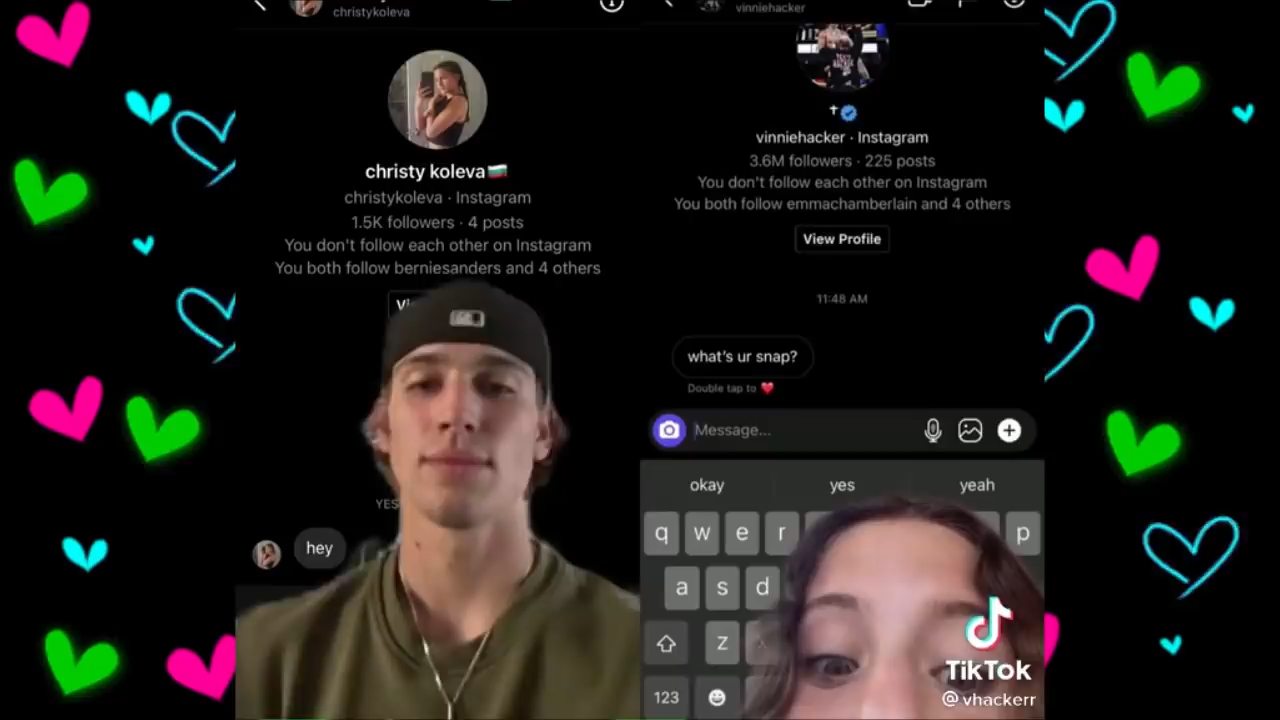 christykoleva
christy koleva
christykoleva · Instagram
1.5K followers · 4 posts
You don't follow each other on Instagram
You both follow berniesanders and 4 others
Vi
YES
hey
vinniehacker
vinniehacker · Instagram
3.6M followers · 225 posts
You don't follow each other on Instagram
You both follow emmachamberlain and 4 others
View Profile
11:48 AM
what's ur snap?
Double tap to ❤️
Message...
okay yes yeah
q w e r p
a s d
z x
123
TikTok
@vhackerr